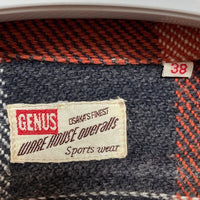 GENUS
OSAKA'S FINEST
WARE HOUSE overalls
Sports wear
38